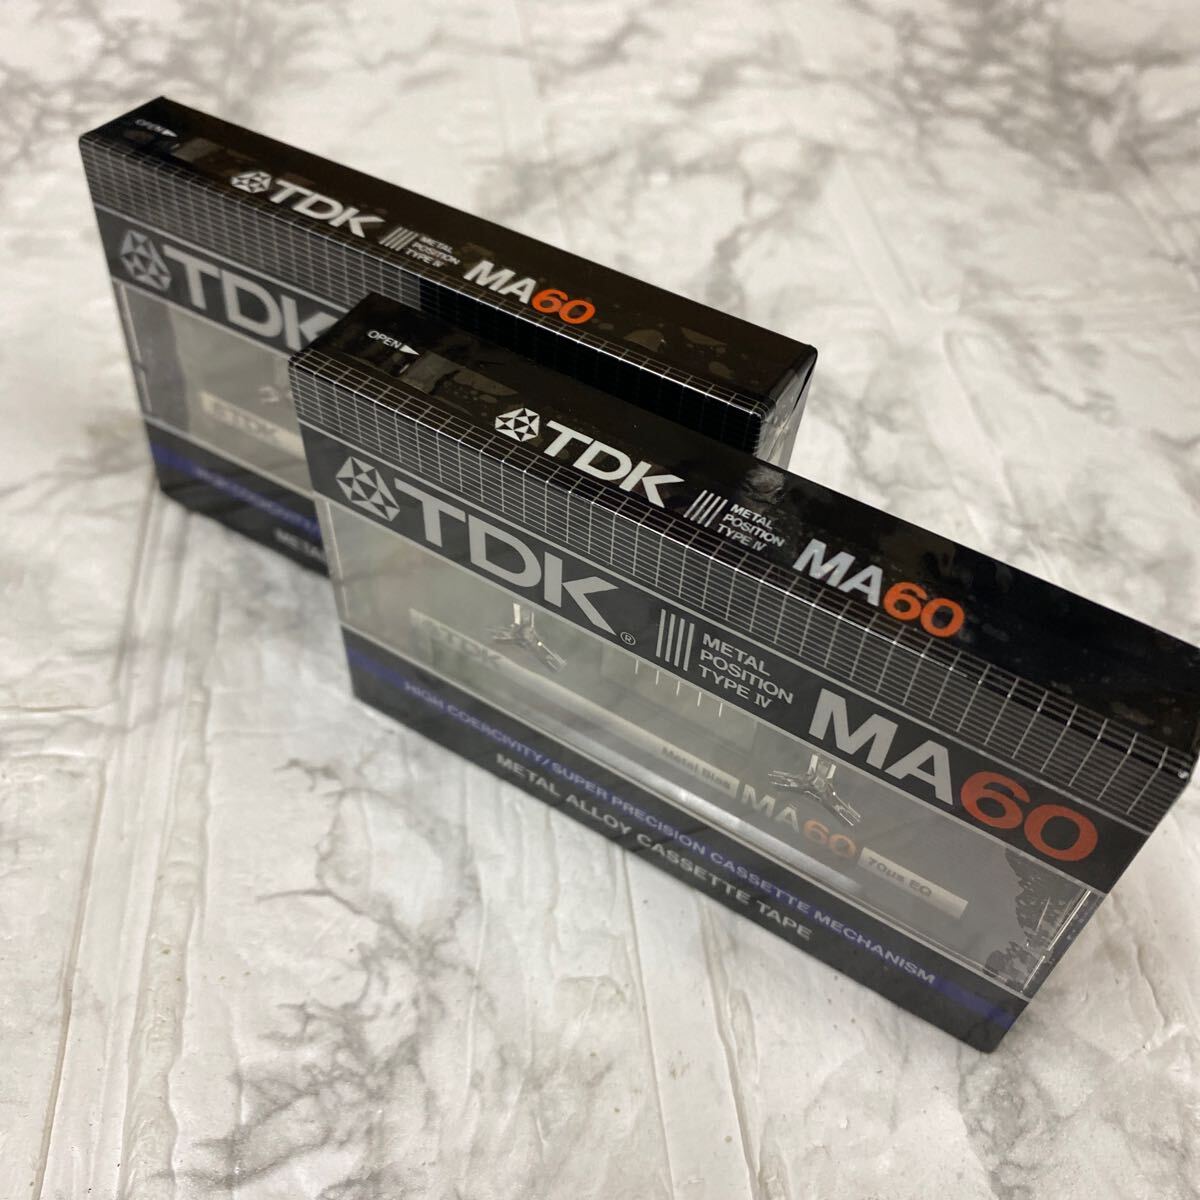 OPEN
TDK
METAL
POSITION
TYPE IV
MA60
TDK
OPEN
TDK
METAL
POSITION
TYPE IV
MA60
TDK®
METAL
POSITION
TYPE IV
MA60
TDK
Metal Bias
MA60
70μs EQ
HIGH COERCIVITY/SUPER PRECISION CASSETTE MECHANISM
METAL ALLOY CASSETTE TAPE